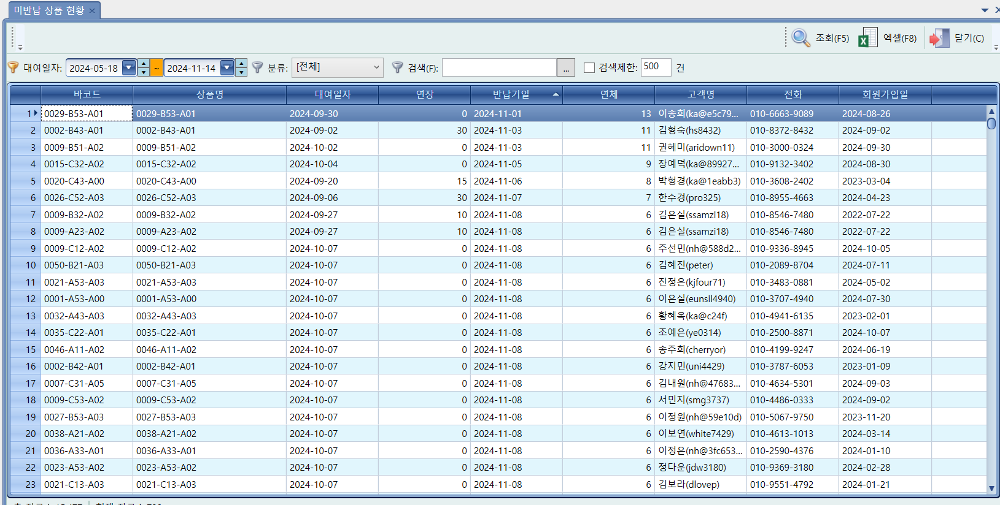 미반납 상품 현황
조회(F5) 엑셀(F8) 닫기(C)
대여일자: 2024-05-18 ~ 2024-11-14 분류: [전체] 검색(F): ... 검색제한: 500 건
바코드 상품명 대여일자 연장 반납기일 연체 고객명 전화 회원가입일
1 0029-B53-A01 0029-B53-A01 2024-09-30 0 2024-11-01 13 이송희(ka@e5c79... 010-6663-9089 2024-08-26
2 0002-B43-A01 0002-B43-A01 2024-09-02 30 2024-11-03 11 김형숙(hs8432) 010-8372-8432 2024-09-02
3 0009-B51-A02 0009-B51-A02 2024-10-02 0 2024-11-03 11 권혜미(aridown11) 010-3000-0324 2024-09-30
4 0015-C32-A02 0015-C32-A02 2024-10-04 0 2024-11-05 9 장예덕(ka@89927... 010-9132-3402 2024-08-30
5 0020-C43-A00 0020-C43-A00 2024-09-20 15 2024-11-06 8 박형경(ka@1eabb3) 010-3608-2402 2023-03-04
6 0026-C52-A03 0026-C52-A03 2024-09-06 30 2024-11-07 7 한수경(pro325) 010-8955-4663 2024-04-23
7 0009-B32-A02 0009-B32-A02 2024-09-27 10 2024-11-08 6 김은실(ssamzi18) 010-8546-7480 2022-07-22
8 0009-A23-A02 0009-A23-A02 2024-09-27 10 2024-11-08 6 김은실(ssamzi18) 010-8546-7480 2022-07-22
9 0009-C12-A02 0009-C12-A02 2024-10-07 0 2024-11-08 6 주선민(nh@588d2... 010-9336-8945 2024-10-05
10 0050-B21-A03 0050-B21-A03 2024-10-07 0 2024-11-08 6 김혜진(peter) 010-2089-8704 2024-07-11
11 0021-A53-A03 0021-A53-A03 2024-10-07 0 2024-11-08 6 진정은(kjfour71) 010-3483-0881 2024-05-02
12 0001-A53-A00 0001-A53-A00 2024-10-07 0 2024-11-08 6 이은실(eunsil4940) 010-3707-4940 2024-07-30
13 0032-A43-A03 0032-A43-A03 2024-10-07 0 2024-11-08 6 황혜옥(ka@c24f) 010-4941-6135 2023-02-01
14 0035-C22-A01 0035-C22-A01 2024-10-07 0 2024-11-08 6 조예은(ye0314) 010-2500-8871 2024-10-07
15 0046-A11-A02 0046-A11-A02 2024-10-07 0 2024-11-08 6 송주희(cherryor) 010-4199-9247 2024-06-19
16 0002-B42-A01 0002-B42-A01 2024-10-07 0 2024-11-08 6 강지민(uni4429) 010-3787-6053 2023-01-09
17 0007-C31-A05 0007-C31-A05 2024-10-07 0 2024-11-08 6 김내원(nh@47683... 010-4634-5301 2024-09-03
18 0009-C53-A02 0009-C53-A02 2024-10-07 0 2024-11-08 6 서민지(smg3737) 010-4486-0333 2024-09-02
19 0027-B53-A03 0027-B53-A03 2024-10-07 0 2024-11-08 6 이정원(nh@59e10d) 010-5067-9750 2023-11-20
20 0038-A21-A02 0038-A21-A02 2024-10-07 0 2024-11-08 6 이보연(white7429) 010-4613-1013 2024-03-14
21 0036-A33-A01 0036-A33-A01 2024-10-07 0 2024-11-08 6 이정은(nh@3fc653... 010-2590-4376 2024-01-10
22 0023-A53-A02 0023-A53-A02 2024-10-07 0 2024-11-08 6 정다운(jdw3180) 010-9369-3180 2024-02-28
23 0021-C13-A03 0021-C13-A03 2024-10-07 0 2024-11-08 6 김보라(dlovep) 010-9551-4792 2024-01-21